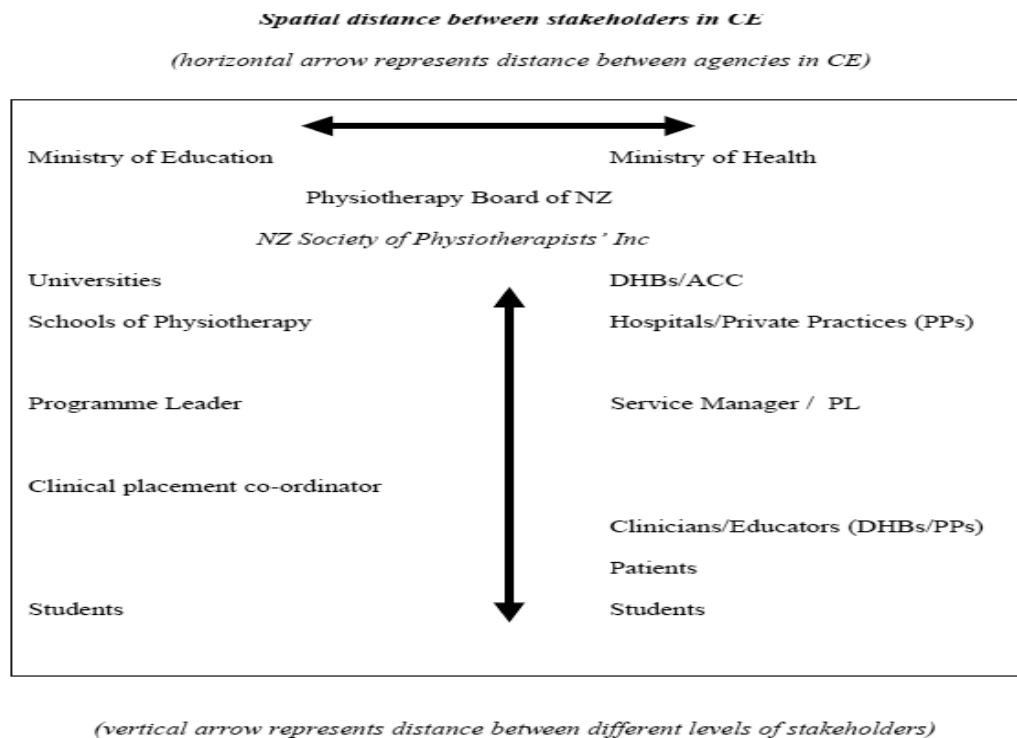 Spatial distance between stakeholders in CE
(horizontal arrow represents distance between agencies in CE)
Ministry of Education Ministry of Health
Physiotherapy Board of NZ
NZ Society of Physiotherapists' Inc
Universities DHBs/ACC
Schools of Physiotherapy Hospitals/Private Practices (PPs)
Programme Leader Service Manager / PL
Clinical placement co-ordinator
Clinicians/Educators (DHBs/PPs)
Patients
Students Students
(vertical arrow represents distance between different levels of stakeholders)